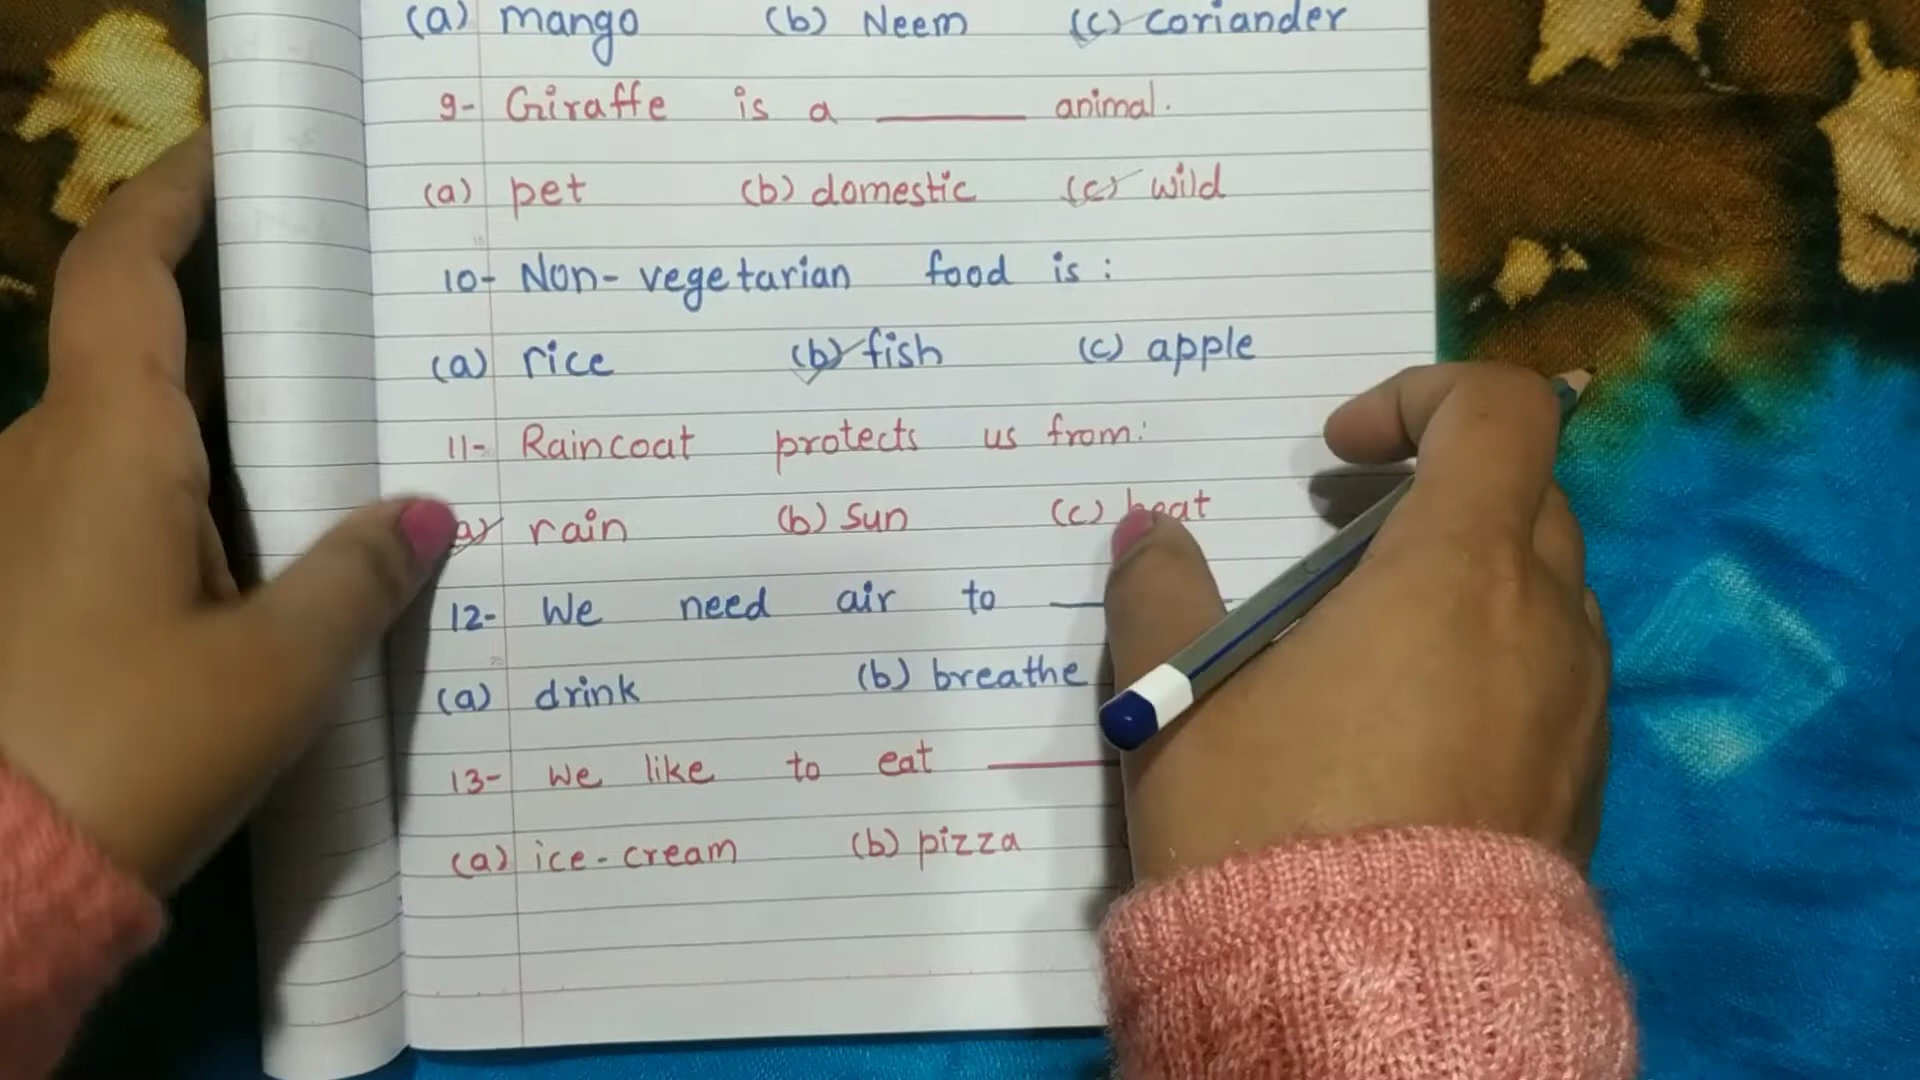 (a) mango (b) Neem (c) coriander
9- Giraffe is a ______ animal.
(a) pet (b) domestic (c) wild
10- Non-vegetarian food is:
(a) rice (b) fish (c) apple
11- Raincoat protects us from:
(a) rain (b) sun (c) heat
12- We need air to ______
(a) drink (b) breathe
13- We like to eat ______
(a) ice-cream (b) pizza